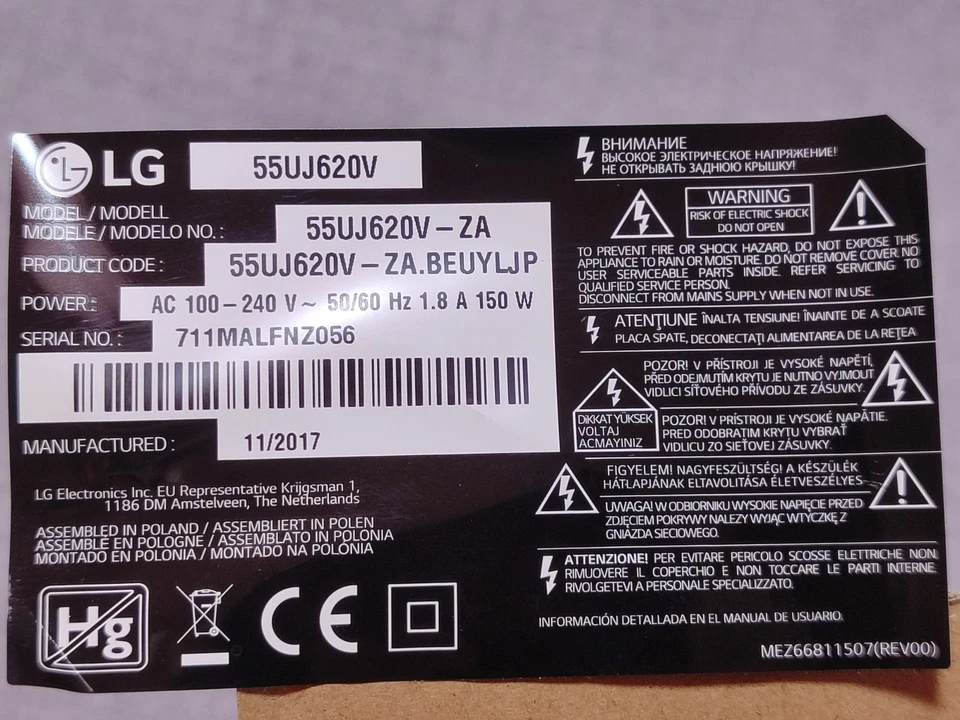 LG
55UJ620V
MODEL / MODELL
MODELE / MODELO NO. :
55UJ620V – ZA
PRODUCT CODE :
55UJ620V – ZA.BEUYLJP
POWER :
AC 100 – 240 V ~ 50/60 Hz 1.8 A 150 W
SERIAL NO. :
711MALFNZ056
MANUFACTURED :
11/2017
LG Electronics Inc. EU Representative Krijgsman 1,
1186 DM Amstelveen, The Netherlands
ASSEMBLED IN POLAND / ASSEMBLIERT IN POLEN
ASSEMBLÉ EN POLOGNE / ASSEMBLATO IN POLONIA
MONTADO EN POLONIA / MONTADO NA POLÓNIA
Hg
CE
ВНИМАНИЕ
ВЫСОКОЕ ЭЛЕКТРИЧЕСКОЕ НАПРЯЖЕНИЕ!
НЕ ОТКРЫВАТЬ ЗАДНЮЮ КРЫШКУ!
WARNING
RISK OF ELECTRIC SHOCK
DO NOT OPEN
TO PREVENT FIRE OR SHOCK HAZARD, DO NOT EXPOSE THIS
APPLIANCE TO RAIN OR MOISTURE. DO NOT REMOVE COVER. NO
USER SERVICEABLE PARTS INSIDE. REFER SERVICING TO
QUALIFIED SERVICE PERSON.
DISCONNECT FROM MAINS SUPPLY WHEN NOT IN USE.
ATENŢIUNE ÎNALTA TENSIUNE! ÎNAINTE DE A SCOATE
PLACA SPATE, DECONECTAŢI ALIMENTAREA DE LA REŢEA
POZOR! V PŘÍSTROJI JE VYSOKÉ NAPĚTÍ,
PŘED ODEJMUTÍM KRYTU JE NUTNO VYJMOUT
VIDLICI SÍŤOVÉHO PŘÍVODU ZE ZÁSUVKY.
DİKKAT YÜKSEK
VOLTAJ
AÇMAYINIZ
POZOR! V PRÍSTROJI JE VYSOKÉ NAPÄTIE.
PRED ODOBRATIM KRYTU VYBRAŤ
VIDLICU ZO SIEŤOVEJ ZÁSUVKY.
FIGYELEM! NAGYFESZÜLTSÉG! A KÉSZÜLÉK
HÁTLAPJÁNAK ELTAVOLÍTÁSA ÉLETVESZÉLYES
UWAGA! W ODBIORNIKU WYSOKIE NAPIĘCIE PRZED
ZDJĘCIEM POKRYWY NALEŻY WYJĄĆ WTYCZKĘ Z
GNIAZDA SIECIOWEGO.
ATTENZIONE! PER EVITARE PERICOLO SCOSSE ELETTRICHE NON
RIMUOVERE IL COPERCHIO E NON TOCCARE LE PARTI INTERNE.
RIVOLGETEVI A PERSONALE SPECIALIZZATO.
INFORMACIÓN DETALLADA EN EL MANUAL DE USUARIO.
MEZ66811507(REV00)